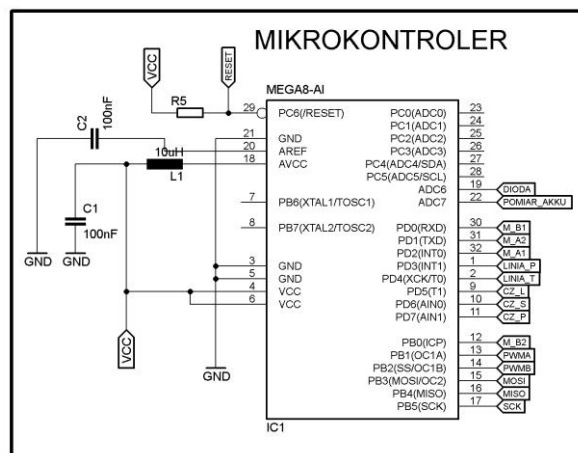 MIKROKONTROLER
VCC
RESET
MEGA8-AI
R5
29 PC6(/RESET) PC0(ADC0) 23
PC1(ADC1) 24
21 GND PC2(ADC2) 25
C2 100nF
20 AREF PC3(ADC3) 26
10uH
18 AVCC PC4(ADC4/SDA) 27
L1
PC5(ADC5/SCL) 28
ADC6 19 DIODA
7 PB6(XTAL1/TOSC1) ADC7 22 POMIAR_AKKU
C1
100nF
8 PB7(XTAL2/TOSC2) PD0(RXD) 30 M_B1
PD1(TXD) 31 M_A2
PD2(INT0) 32 M_A1
GND GND
3 GND PD3(INT1) 1 LINIA_P
5 GND PD4(XCK/T0) 2 LINIA_T
4 VCC PD5(T1) 9 CZ_L
6 VCC PD6(AIN0) 10 CZ_S
PD7(AIN1) 11 CZ_P
VCC
PB0(ICP) 12 M_B2
PB1(OC1A) 13 PWMA
GND
PB2(SS/OC1B) 14 PWMB
PB3(MOSI/OC2) 15 MOSI
PB4(MISO) 16 MISO
PB5(SCK) 17 SCK
IC1